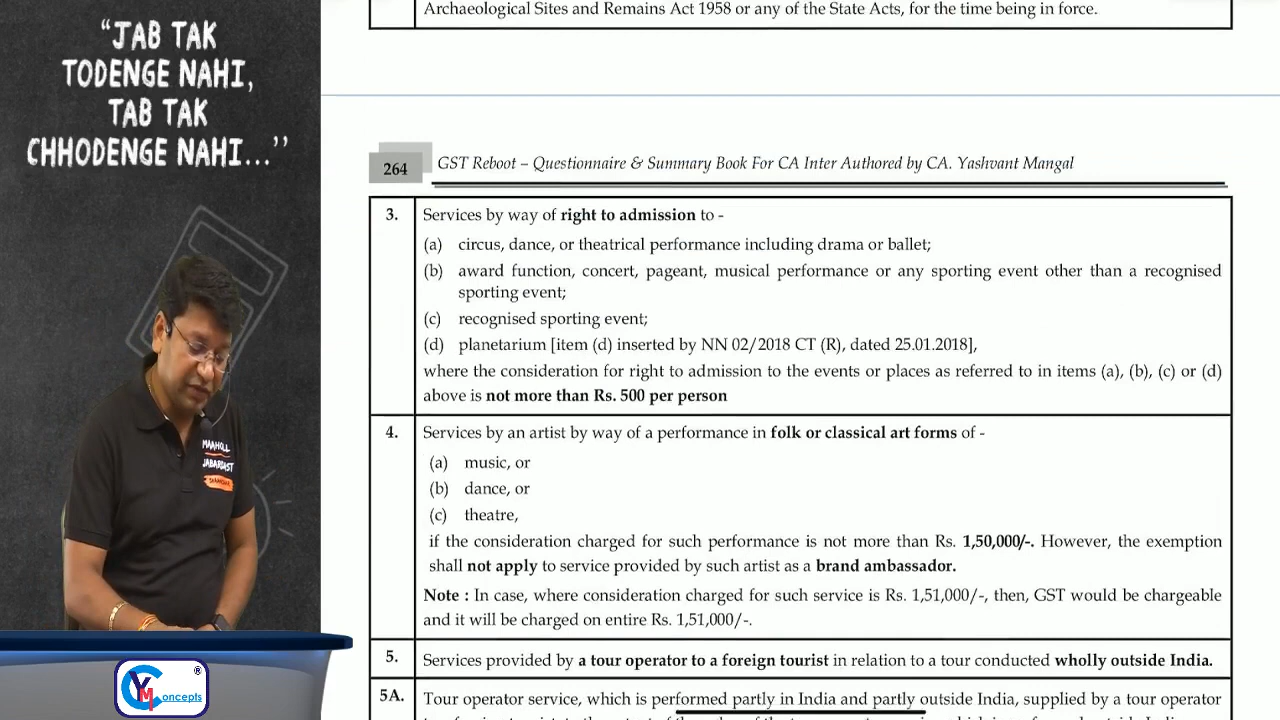 “JAB TAK
TODENGE NAHI,
TAB TAK
CHHODENGE NAHI...’’
MAAHOLL
JABARDAST
YM Concepts
®
Archaeological Sites and Remains Act 1958 or any of the State Acts, for the time being in force.
264
GST Reboot – Questionnaire & Summary Book For CA Inter Authored by CA. Yashvant Mangal
3. Services by way of right to admission to -
(a) circus, dance, or theatrical performance including drama or ballet;
(b) award function, concert, pageant, musical performance or any sporting event other than a recognised
sporting event;
(c) recognised sporting event;
(d) planetarium [item (d) inserted by NN 02/2018 CT (R), dated 25.01.2018],
where the consideration for right to admission to the events or places as referred to in items (a), (b), (c) or (d)
above is not more than Rs. 500 per person
4. Services by an artist by way of a performance in folk or classical art forms of -
(a) music, or
(b) dance, or
(c) theatre,
if the consideration charged for such performance is not more than Rs. 1,50,000/-. However, the exemption
shall not apply to service provided by such artist as a brand ambassador.
Note : In case, where consideration charged for such service is Rs. 1,51,000/-, then, GST would be chargeable
and it will be charged on entire Rs. 1,51,000/-.
5. Services provided by a tour operator to a foreign tourist in relation to a tour conducted wholly outside India.
5A. Tour operator service, which is performed partly in India and partly outside India, supplied by a tour operator